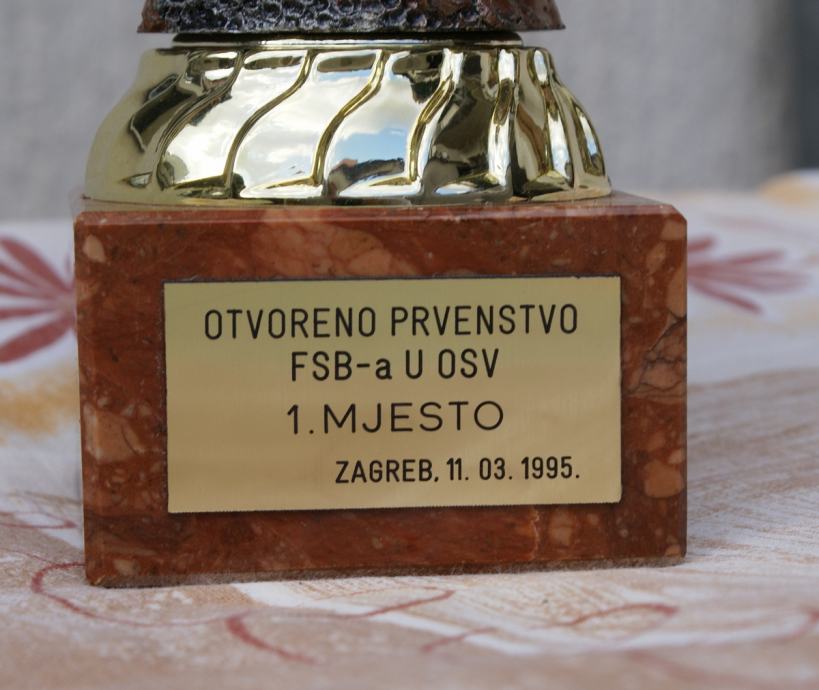 OTVORENO PRVENSTVO
FSB-a U OSV
1.MJESTO
ZAGREB, 11. 03. 1995.